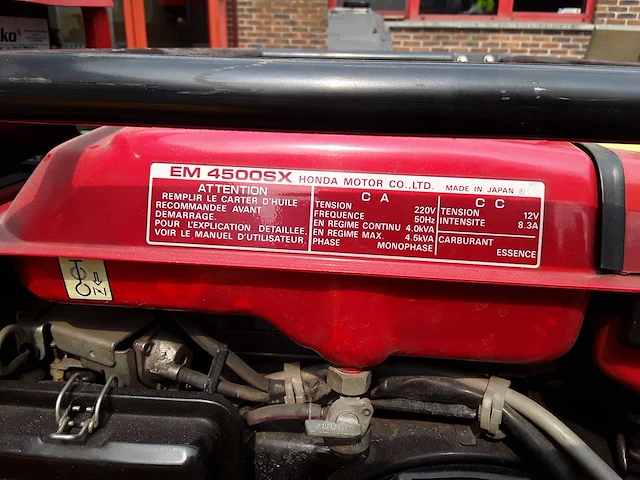 ko®
EM 4500SX HONDA MOTOR CO.,LTD. MADE IN JAPAN
ATTENTION
REMPLIR LE CARTER D'HUILE
RECOMMANDEE AVANT
DEMARRAGE.
POUR L'EXPLICATION DETAILLEE,
VOIR LE MANUEL D'UTILISATEUR.
C A
TENSION 220V
FREQUENCE 50Hz
EN REGIME CONTINU 4.0kVA
EN REGIME MAX. 4.5kVA
PHASE MONOPHASE
C C
TENSION 12V
INTENSITE 8.3A
CARBURANT
ESSENCE
FUEL